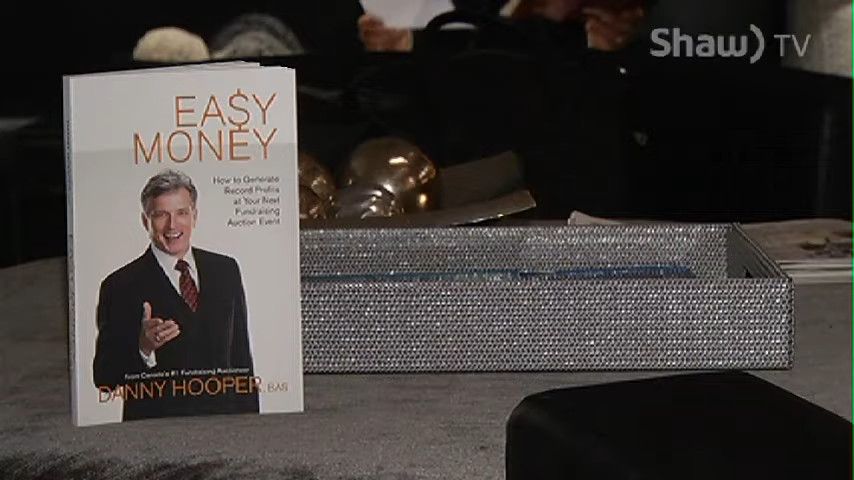 Shaw) TV
EA$Y
MONEY
How to Generate
Record Profits
at Your Next
Fundraising
Auction Event
From Canada's #1 Fundraising Auctioneer
DANNY HOOPER, BAS